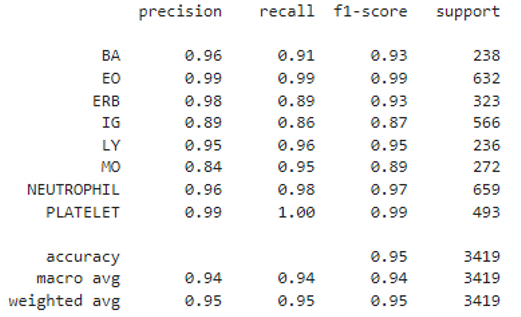 precision recall f1-score support
BA 0.96 0.91 0.93 238
EO 0.99 0.99 0.99 632
ERB 0.98 0.89 0.93 323
IG 0.89 0.86 0.87 566
LY 0.95 0.96 0.95 236
MO 0.84 0.95 0.89 272
NEUTROPHIL 0.96 0.98 0.97 659
PLATELET 0.99 1.00 0.99 493
accuracy 0.95 3419
macro avg 0.94 0.94 0.94 3419
weighted avg 0.95 0.95 0.95 3419